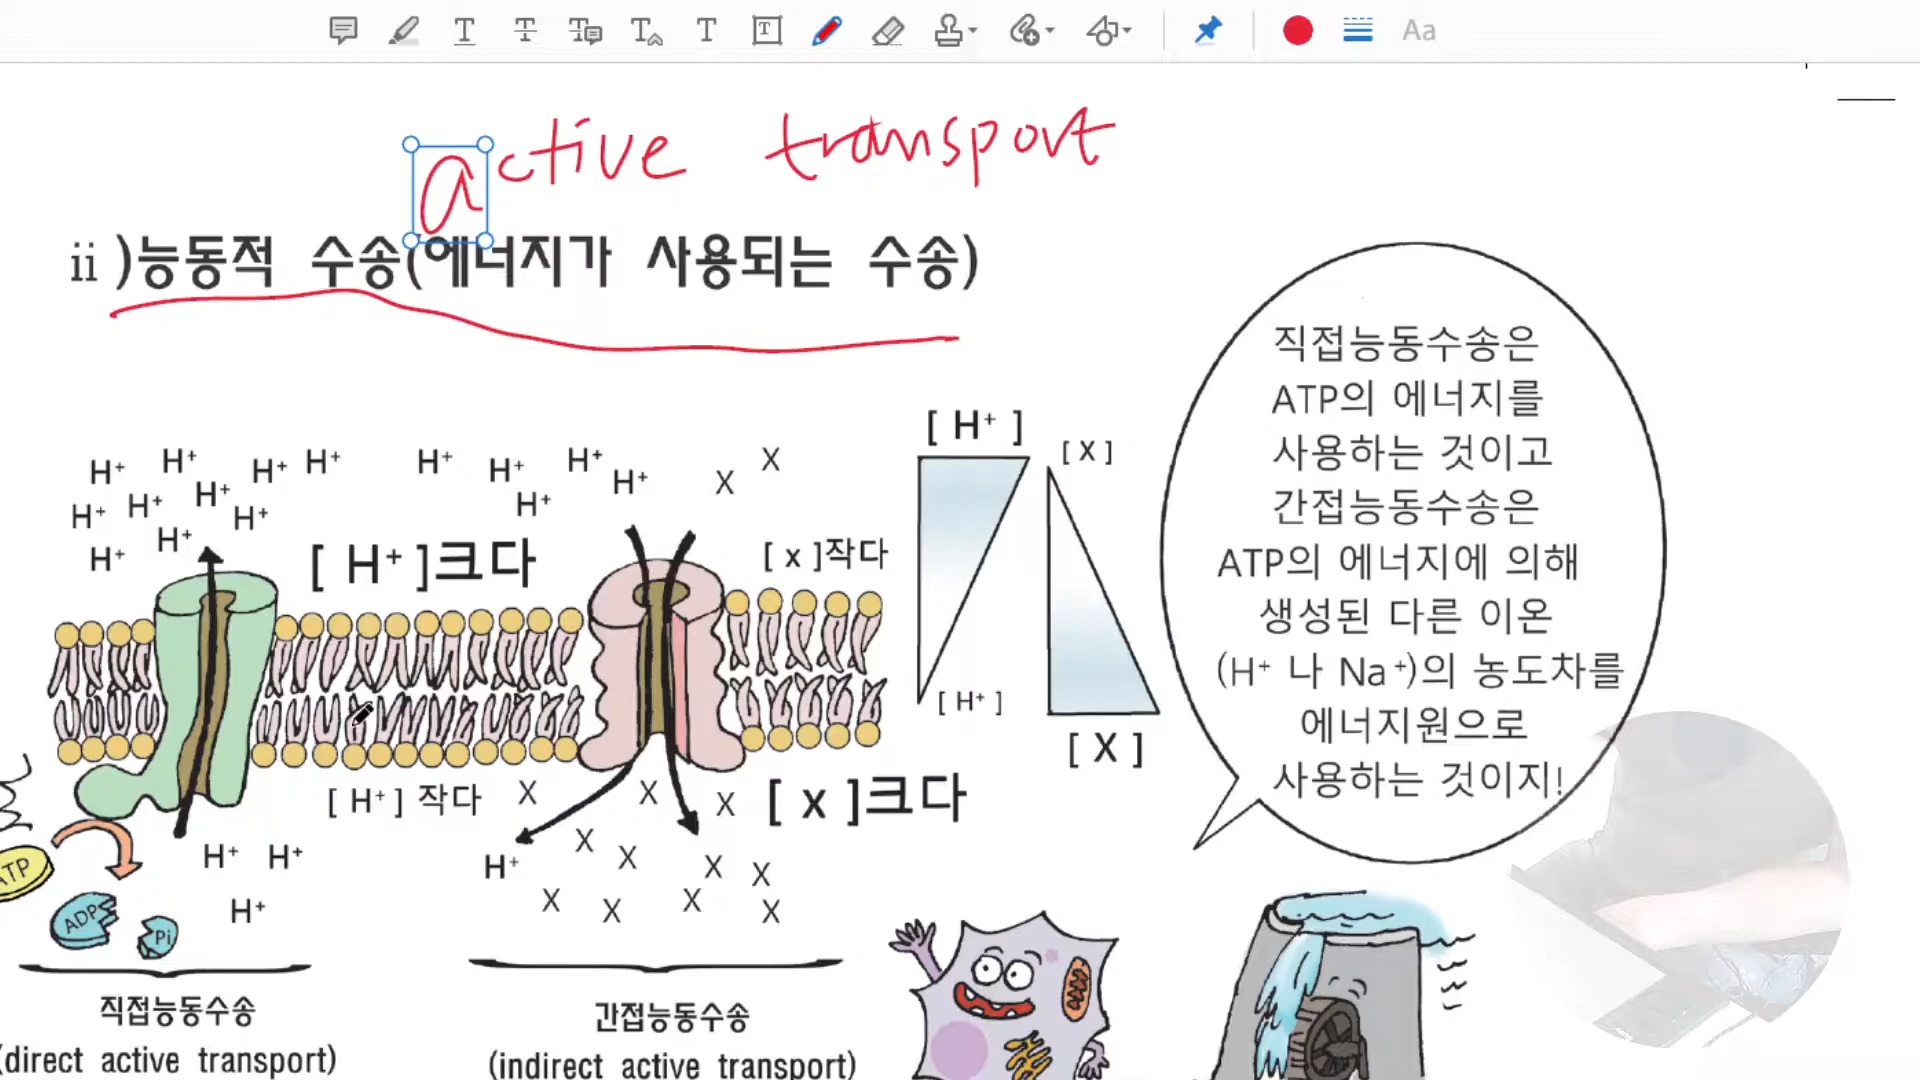 Aa
active transport
ii )능동적 수송(에너지가 사용되는 수송)
직접능동수송은
ATP의 에너지를
사용하는 것이고
간접능동수송은
ATP의 에너지에 의해
생성된 다른 이온
(H⁺ 나 Na⁺)의 농도차를
에너지원으로
사용하는 것이지!
H⁺ H⁺ H⁺ H⁺ H⁺ H⁺ H⁺ H⁺ X X
H⁺ H⁺ H⁺ H⁺ H⁺
H⁺ H⁺
[ H⁺ ]크다
[ x ]작다
[ H⁺ ]
[ X ]
[ H⁺ ]
[ X ]
[ H⁺ ] 작다
X X X
[ x ]크다
H⁺ H⁺
H⁺
H⁺ X X X X
X X X X
ATP
ADP
Pi
직접능동수송
(direct active transport)
간접능동수송
(indirect active transport)